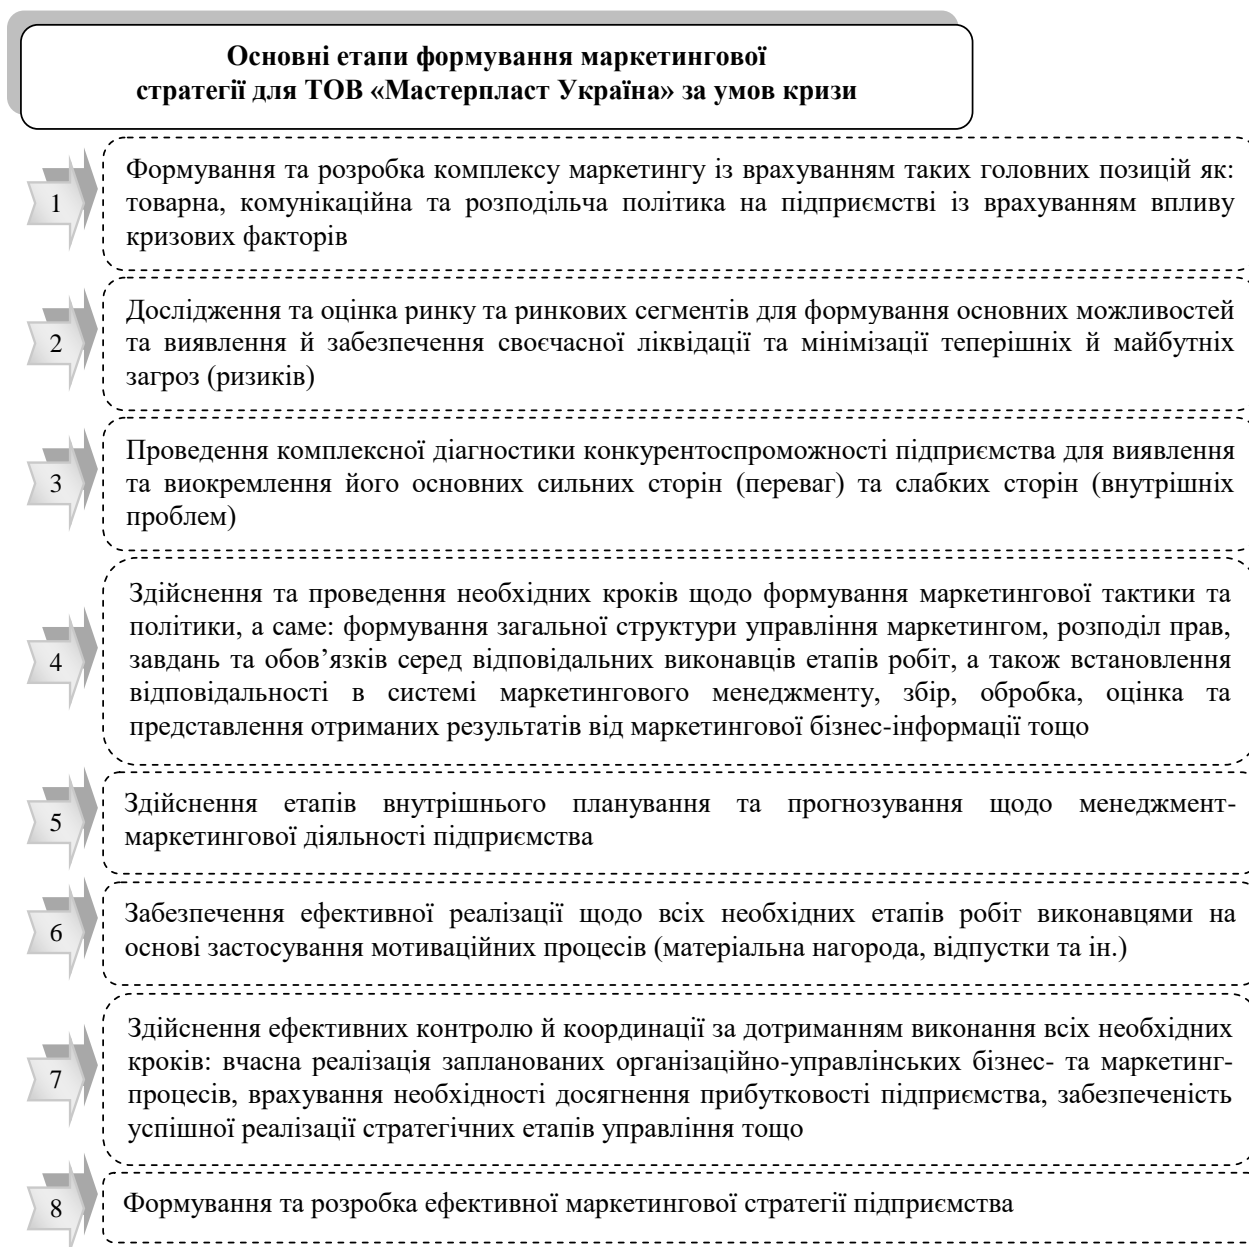 Основні етапи формування маркетингової
стратегії для ТОВ «Мастерпласт Україна» за умов кризи
1
Формування та розробка комплексу маркетингу із врахуванням таких головних позицій як:
товарна, комунікаційна та розподільча політика на підприємстві із врахуванням впливу
кризових факторів
2
Дослідження та оцінка ринку та ринкових сегментів для формування основних можливостей
та виявлення й забезпечення своєчасної ліквідації та мінімізації теперішніх й майбутніх
загроз (ризиків)
3
Проведення комплексної діагностики конкурентоспроможності підприємства для виявлення
та виокремлення його основних сильних сторін (переваг) та слабких сторін (внутрішніх
проблем)
4
Здійснення та проведення необхідних кроків щодо формування маркетингової тактики та
політики, а саме: формування загальної структури управління маркетингом, розподіл прав,
завдань та обов’язків серед відповідальних виконавців етапів робіт, а також встановлення
відповідальності в системі маркетингового менеджменту, збір, обробка, оцінка та
представлення отриманих результатів від маркетингової бізнес-інформації тощо
5
Здійснення етапів внутрішнього планування та прогнозування щодо менеджмент-
маркетингової діяльності підприємства
6
Забезпечення ефективної реалізації щодо всіх необхідних етапів робіт виконавцями на
основі застосування мотиваційних процесів (матеріальна нагорода, відпустки та ін.)
7
Здійснення ефективних контролю й координації за дотриманням виконання всіх необхідних
кроків: вчасна реалізація запланованих організаційно-управлінських бізнес- та маркетинг-
процесів, врахування необхідності досягнення прибутковості підприємства, забезпеченість
успішної реалізації стратегічних етапів управління тощо
8
Формування та розробка ефективної маркетингової стратегії підприємства